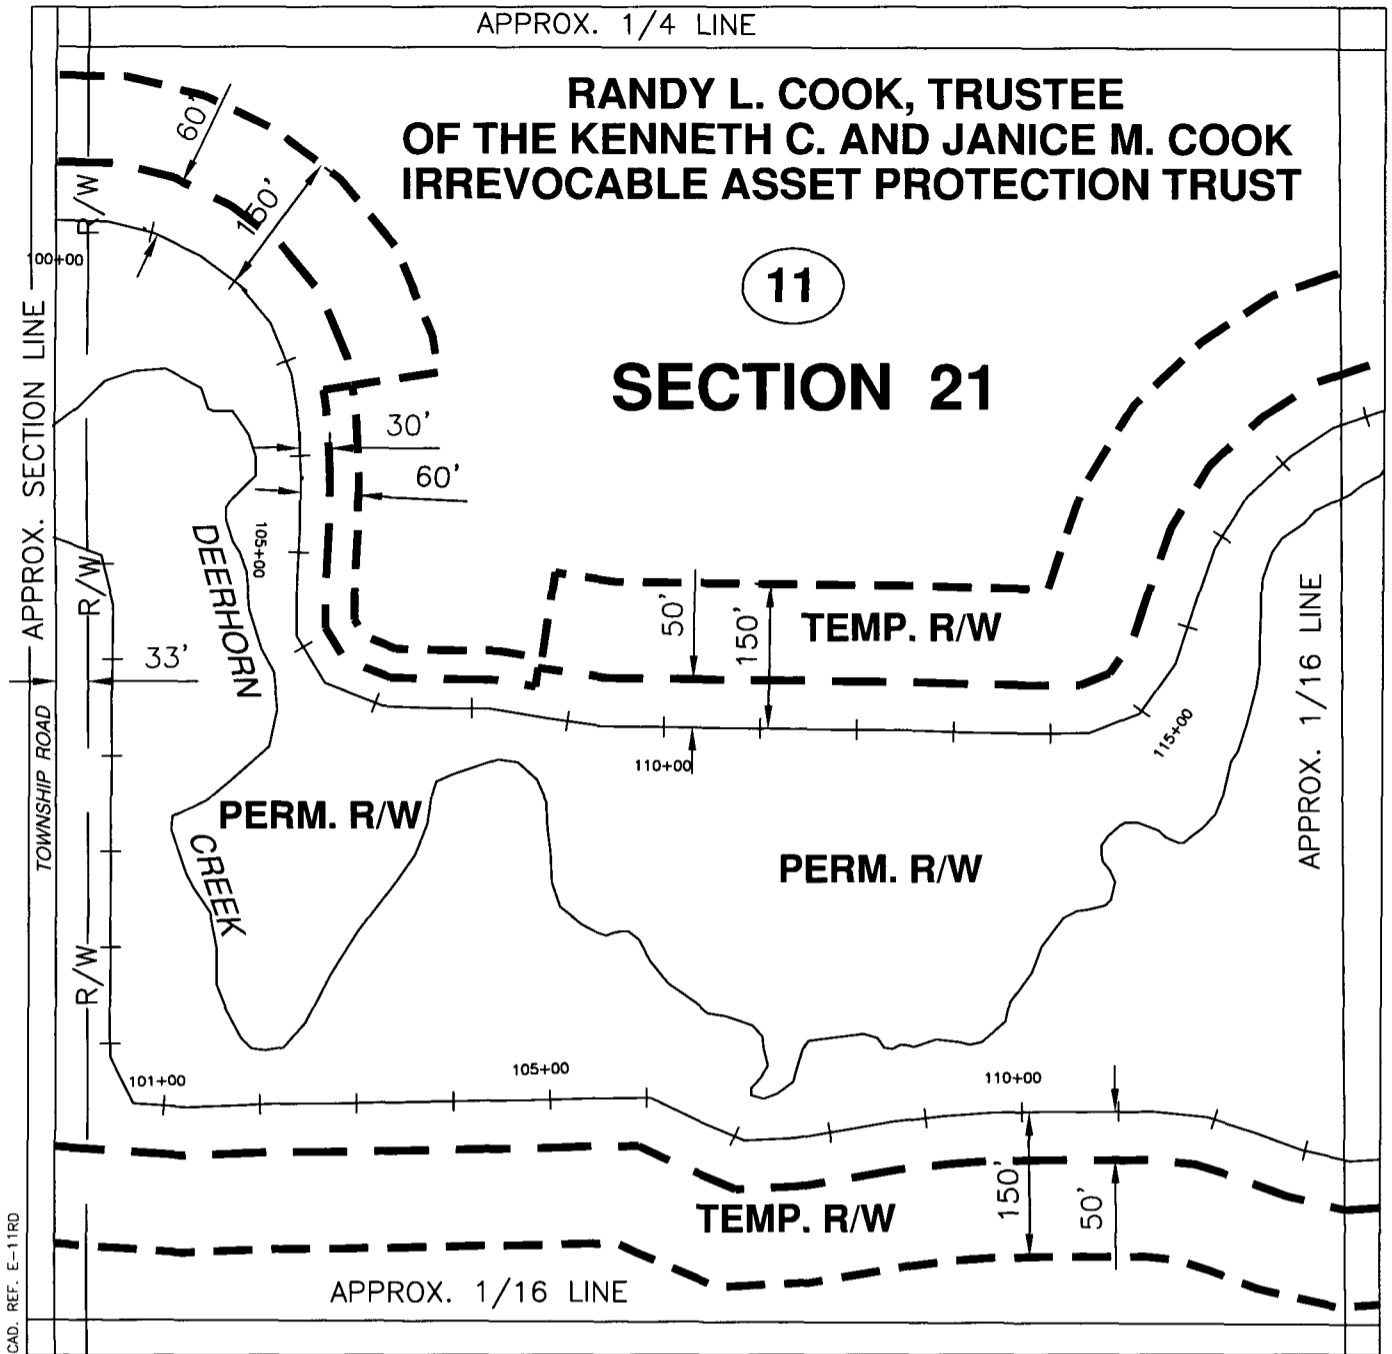 APPROX. 1/4 LINE
RANDY L. COOK, TRUSTEE
OF THE KENNETH C. AND JANICE M. COOK
IRREVOCABLE ASSET PROTECTION TRUST
11
SECTION 21
60'
150'
R/W
100+00
APPROX. SECTION LINE
30'
60'
105+00
DEERHORN
CREEK
R/W
33'
TOWNSHIP ROAD
50'
150'
TEMP. R/W
110+00
115+00
APPROX. 1/16 LINE
PERM. R/W
PERM. R/W
R/W
101+00
105+00
110+00
150'
50'
TEMP. R/W
APPROX. 1/16 LINE
CAD. REF. E-11RD